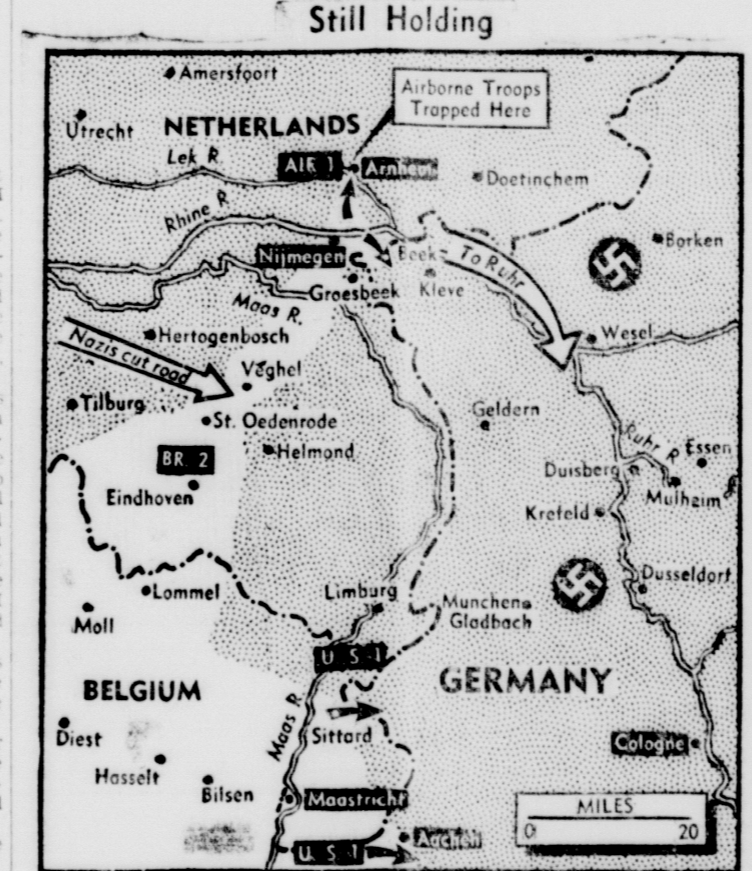 Still Holding
Amersfoort
Airborne Troops
Trapped Here
Utrecht
NETHERLANDS
Lek R.
AIR 1
Arnhem
Doetinchem
Rhine R.
Borken
Nijmegen
Beek
To Ruhr
Groesbeek
Kleve
Maas R.
Hertogenbosch
Wesel
Nazis cut road
Veghel
Tilburg
St. Oedenrode
Geldern
Helmond
Ruhr R.
Essen
BR. 2
Duisberg
Eindhoven
Mulheim
Krefeld
Lommel
Limburg
Dusseldorf
Moll
Munchen
Gladbach
U. S. 1
BELGIUM
GERMANY
Maas R.
Diest
Sittard
Cologne
Hasselt
Bilsen
Maastricht
MILES
0 20
U. S. 1
Aachen